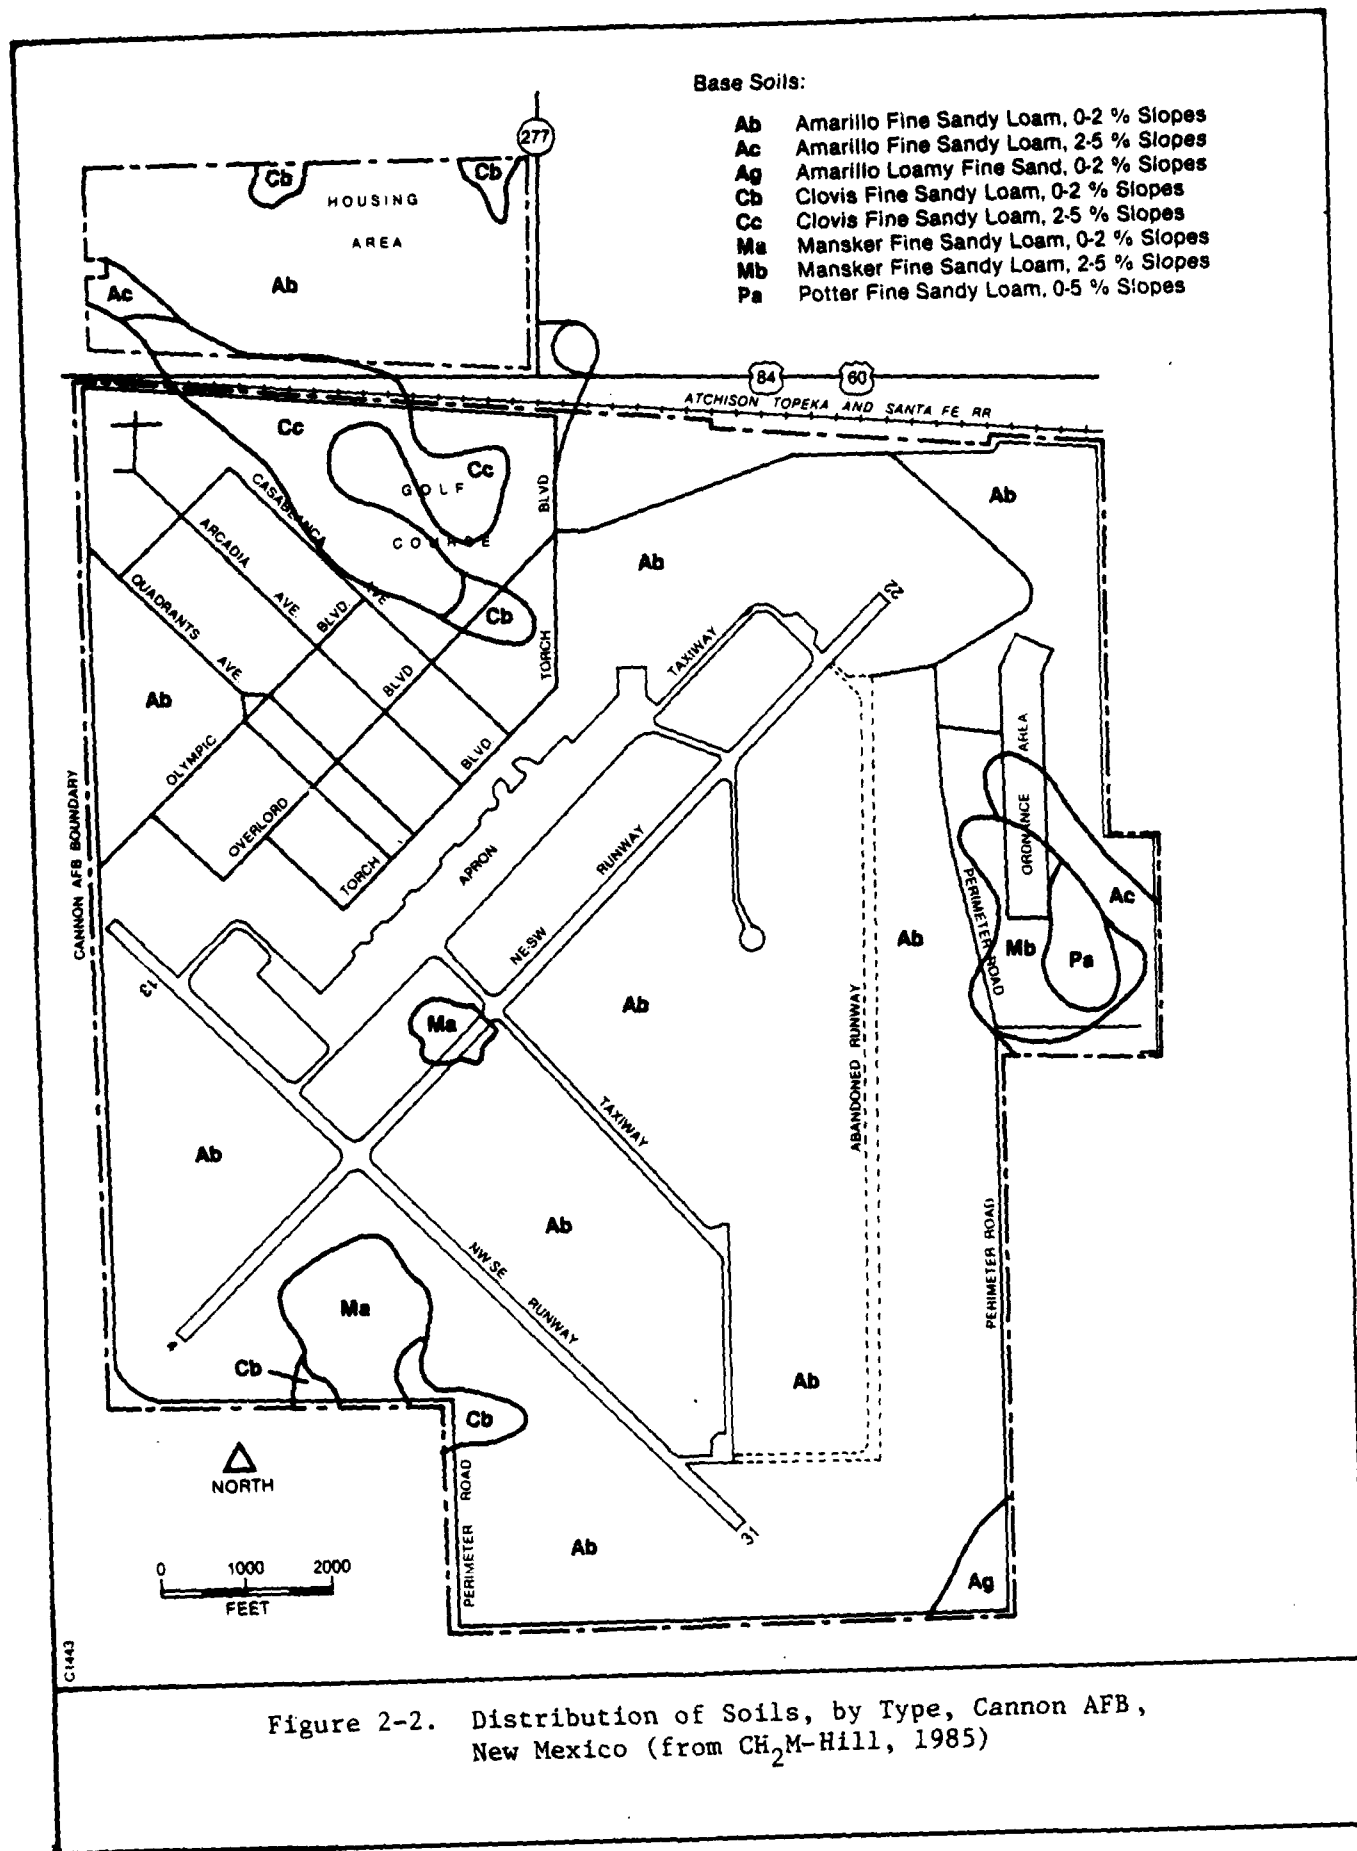 Base Soils:
Ab Amarillo Fine Sandy Loam, 0-2 % Slopes
Ac Amarillo Fine Sandy Loam, 2-5 % Slopes
Ag Amarillo Loamy Fine Sand, 0-2 % Slopes
Cb Clovis Fine Sandy Loam, 0-2 % Slopes
Cc Clovis Fine Sandy Loam, 2-5 % Slopes
Ma Mansker Fine Sandy Loam, 0-2 % Slopes
Mb Mansker Fine Sandy Loam, 2-5 % Slopes
Pa Potter Fine Sandy Loam, 0-5 % Slopes
277
Cb
Cb
HOUSING
AREA
Ab
Ac
84
60
ATCHISON TOPEKA AND SANTA FE RR
Cc
Cc
GOLF
COURSE
BLVD
TORCH
Ab
Ab
CASABLANCA AVE
ARCADIA AVE.
QUADRANTS AVE.
BLVD.
OLYMPIC
BLVD
OVERLORD
BLVD
TORCH
Cb
Ab
22
TAXIWAY
CANNON AFB BOUNDARY
APRON
RUNWAY
NE-SW
ORDNANCE AREA
Ac
PERIMETER ROAD
Mb
Pa
Ab
13
Ma
Ab
ABANDONED RUNWAY
TAXIWAY
Ab
Ab
NW-SE
RUNWAY
PERIMETER ROAD
Ma
4
Cb
Ab
Cb
NORTH
PERIMETER ROAD
31
Ab
Ag
0 1000 2000
FEET
C1443
Figure 2-2. Distribution of Soils, by Type, Cannon AFB,
New Mexico (from CH2M-Hill, 1985)